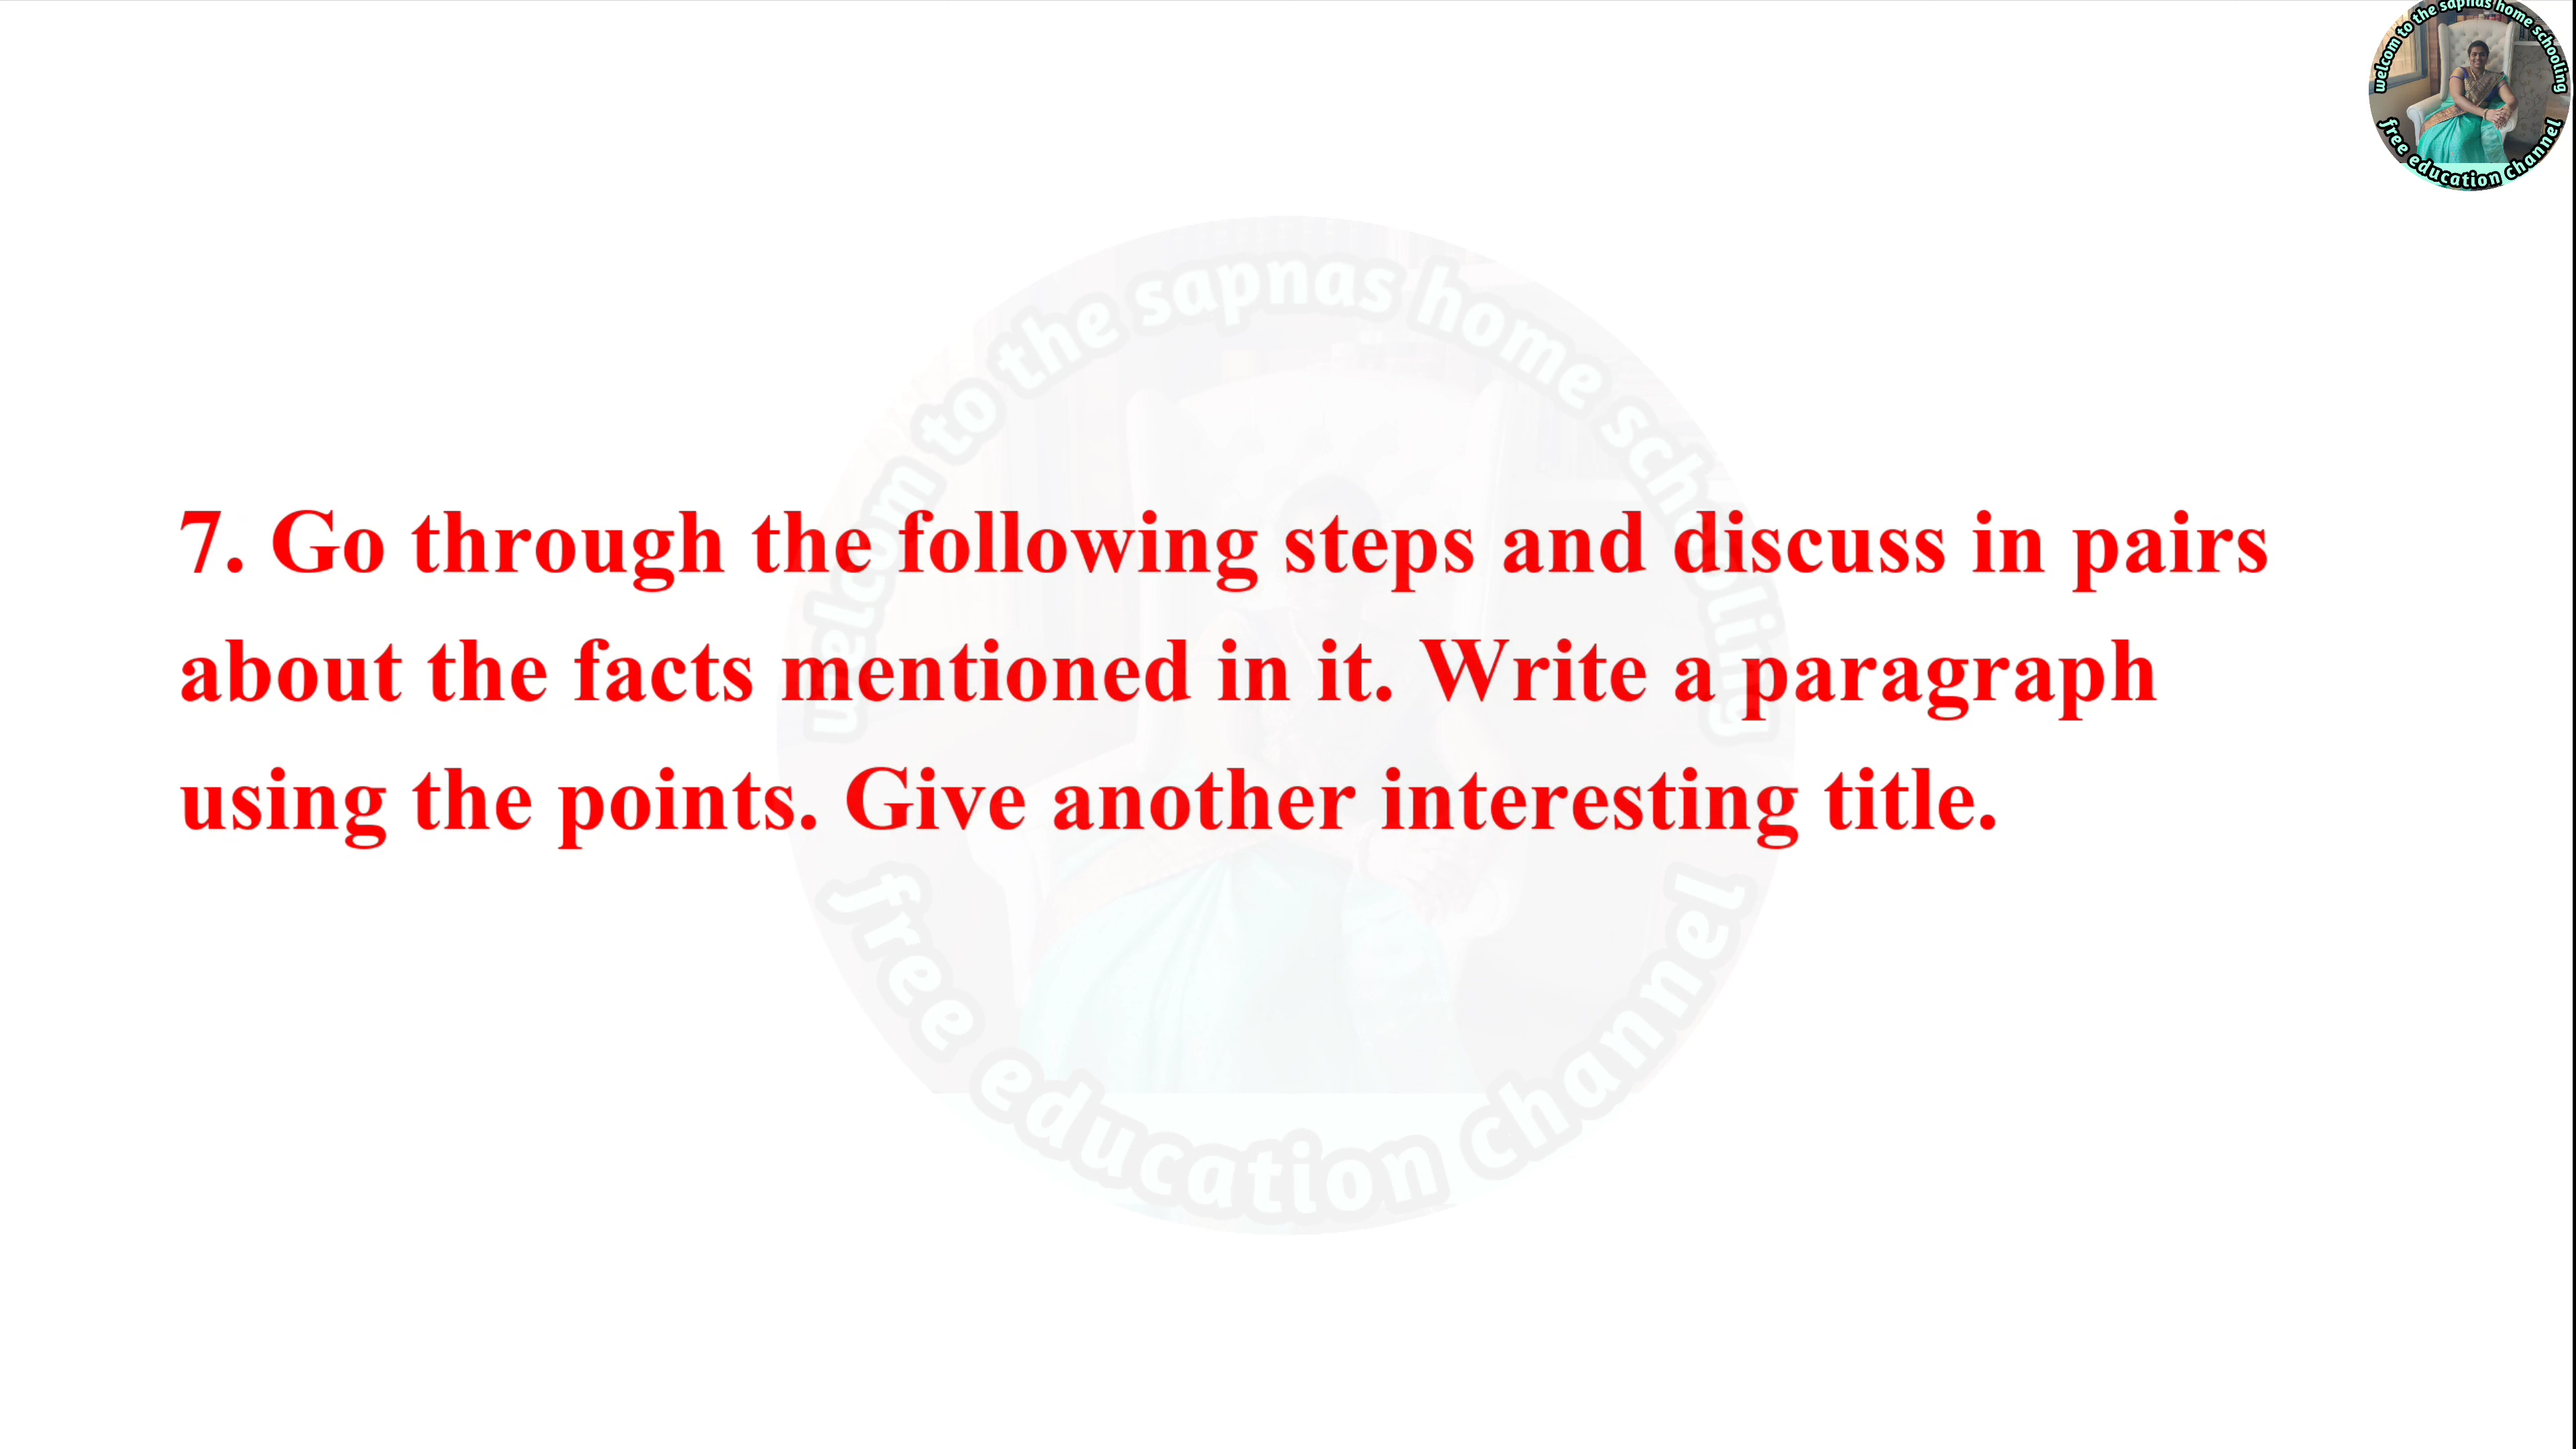 welcom to the sapnas home schooling
free education channel
welcom to the sapnas home schooling
7. Go through the following steps and discuss in pairs
about the facts mentioned in it. Write a paragraph
using the points. Give another interesting title.
free education channel